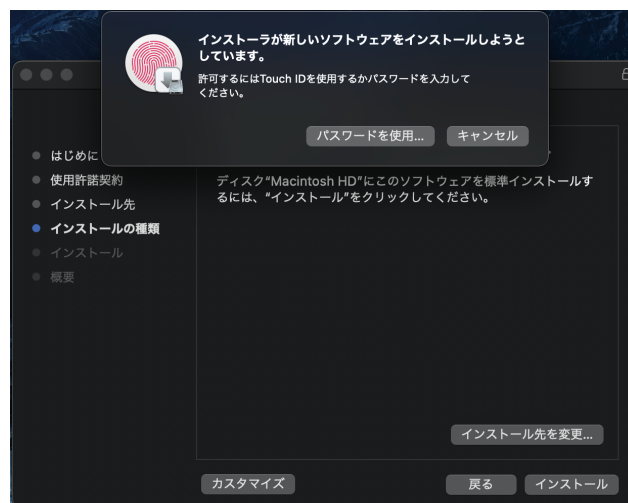 インストーラが新しいソフトウェアをインストールしようと
しています。
許可するにはTouch IDを使用するかパスワードを入力して
ください。
パスワードを使用...
キャンセル
はじめに
使用許諾契約
インストール先
インストールの種類
インストール
概要
ディスク“Macintosh HD”にこのソフトウェアを標準インストールす
るには、“インストール”をクリックしてください。
インストール先を変更...
カスタマイズ
戻る
インストール